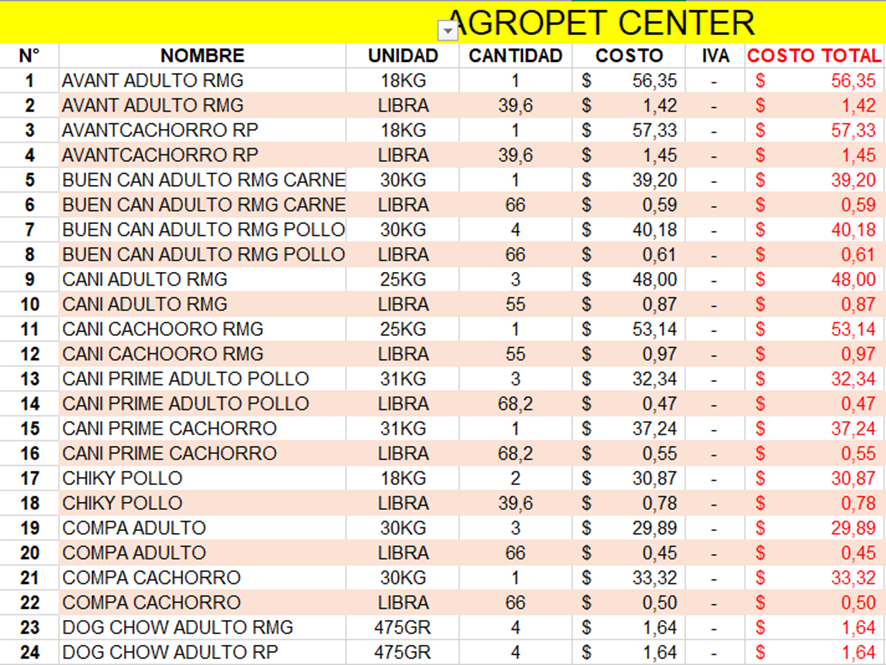 AGROPET CENTER
N° NOMBRE UNIDAD CANTIDAD COSTO IVA COSTO TOTAL
1 AVANT ADULTO RMG 18KG 1 $ 56,35 - $ 56,35
2 AVANT ADULTO RMG LIBRA 39,6 $ 1,42 - $ 1,42
3 AVANTCACHORRO RP 18KG 1 $ 57,33 - $ 57,33
4 AVANTCACHORRO RP LIBRA 39,6 $ 1,45 - $ 1,45
5 BUEN CAN ADULTO RMG CARNE 30KG 1 $ 39,20 - $ 39,20
6 BUEN CAN ADULTO RMG CARNE LIBRA 66 $ 0,59 - $ 0,59
7 BUEN CAN ADULTO RMG POLLO 30KG 4 $ 40,18 - $ 40,18
8 BUEN CAN ADULTO RMG POLLO LIBRA 66 $ 0,61 - $ 0,61
9 CANI ADULTO RMG 25KG 3 $ 48,00 - $ 48,00
10 CANI ADULTO RMG LIBRA 55 $ 0,87 - $ 0,87
11 CANI CACHOORO RMG 25KG 1 $ 53,14 - $ 53,14
12 CANI CACHOORO RMG LIBRA 55 $ 0,97 - $ 0,97
13 CANI PRIME ADULTO POLLO 31KG 3 $ 32,34 - $ 32,34
14 CANI PRIME ADULTO POLLO LIBRA 68,2 $ 0,47 - $ 0,47
15 CANI PRIME CACHORRO 31KG 1 $ 37,24 - $ 37,24
16 CANI PRIME CACHORRO LIBRA 68,2 $ 0,55 - $ 0,55
17 CHIKY POLLO 18KG 2 $ 30,87 - $ 30,87
18 CHIKY POLLO LIBRA 39,6 $ 0,78 - $ 0,78
19 COMPA ADULTO 30KG 3 $ 29,89 - $ 29,89
20 COMPA ADULTO LIBRA 66 $ 0,45 - $ 0,45
21 COMPA CACHORRO 30KG 1 $ 33,32 - $ 33,32
22 COMPA CACHORRO LIBRA 66 $ 0,50 - $ 0,50
23 DOG CHOW ADULTO RMG 475GR 4 $ 1,64 - $ 1,64
24 DOG CHOW ADULTO RP 475GR 4 $ 1,64 - $ 1,64